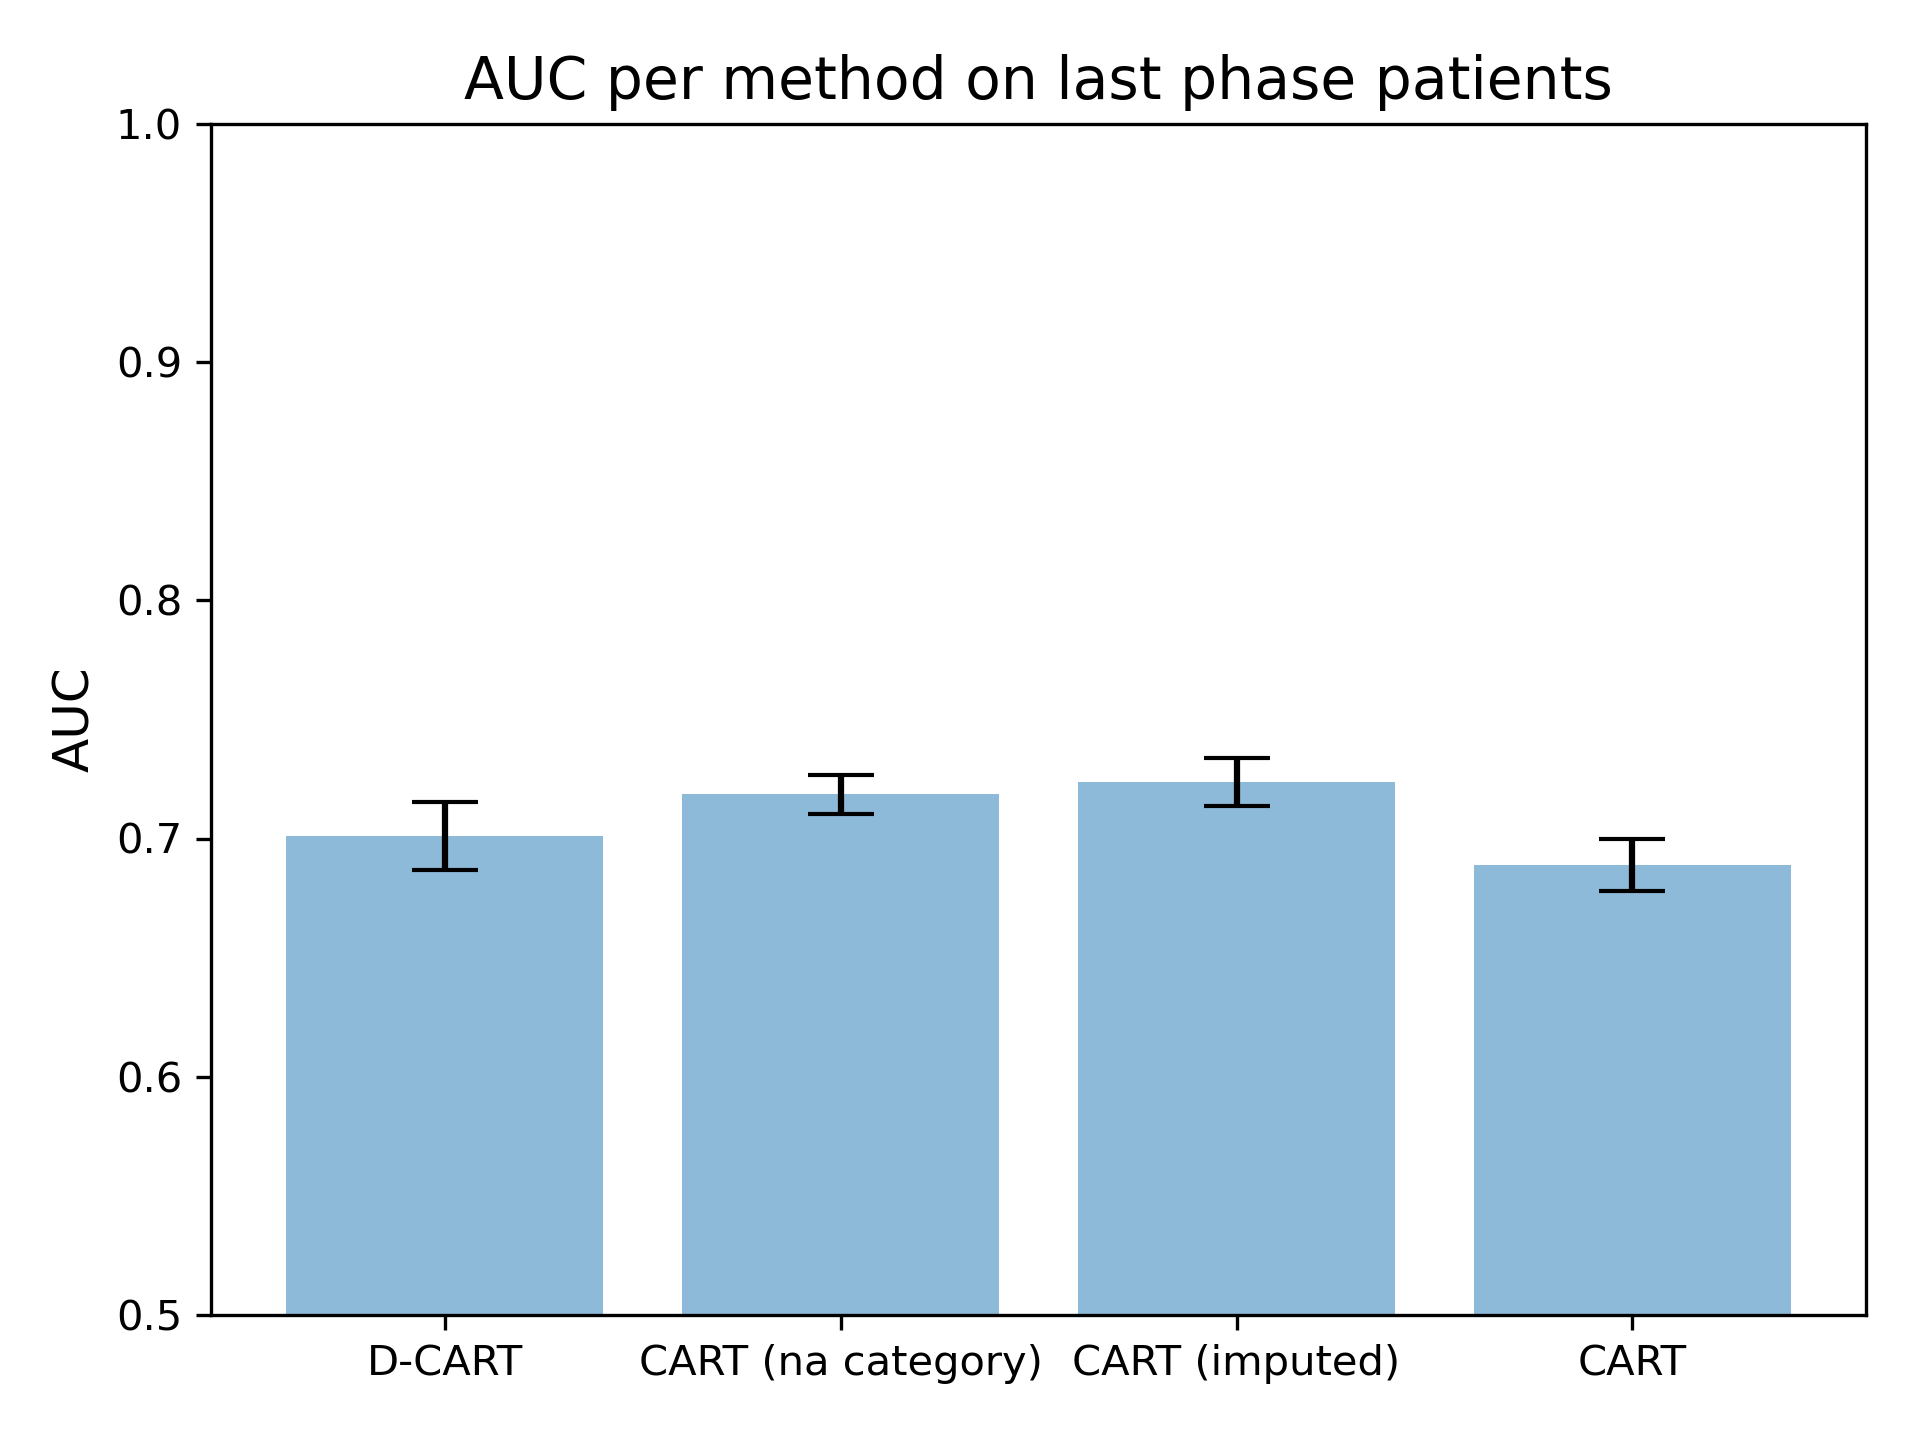 AUC per method on last phase patients
1.0
0.9
0.8
0.7
0.6
0.5
AUC
D-CART
CART (na category)
CART (imputed)
CART